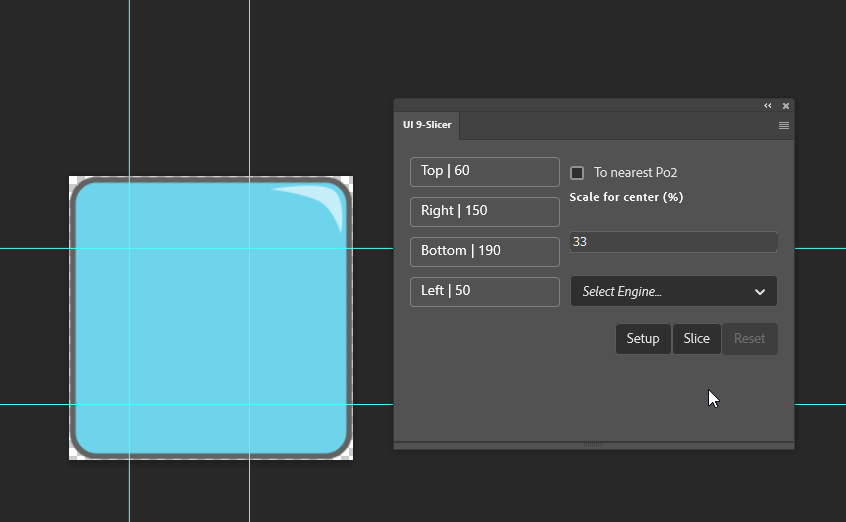 UI 9-Slicer
Top | 60
To nearest Po2
Scale for center (%)
Right | 150
33
Bottom | 190
Left | 50
Select Engine...
Setup
Slice
Reset